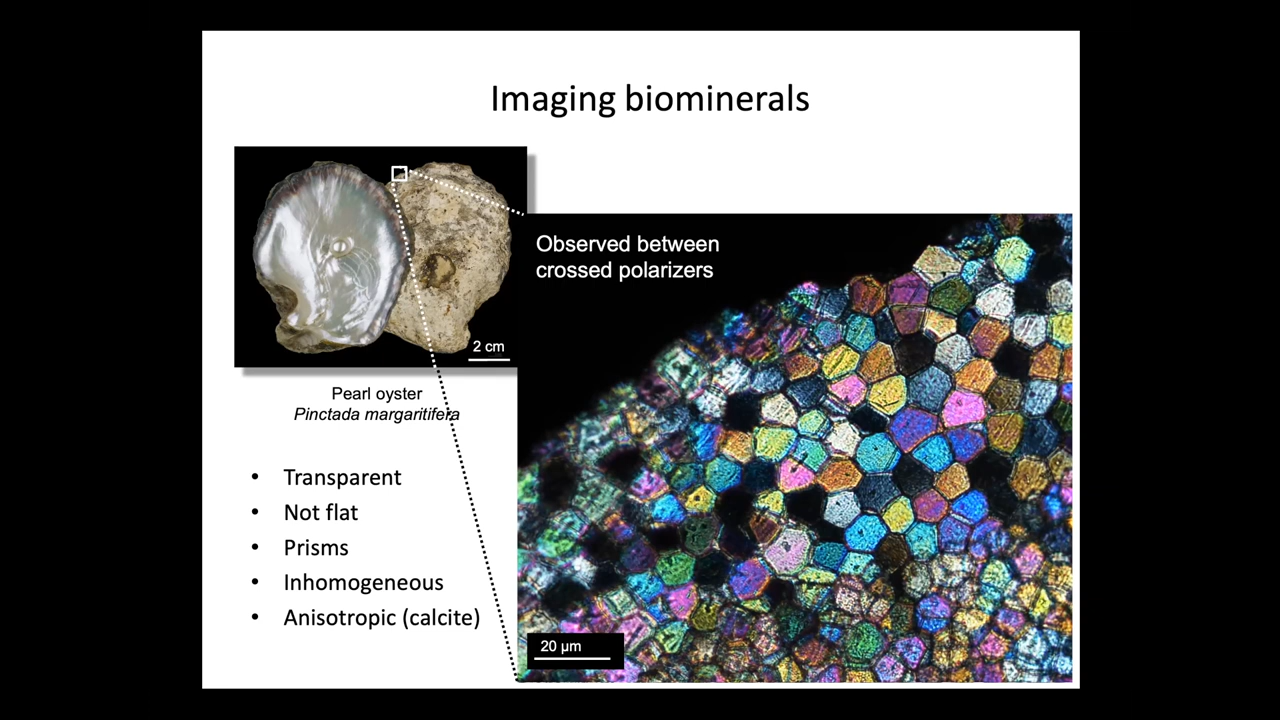 Imaging biominerals
2 cm
Pearl oyster
Pinctada margaritifera
• Transparent
• Not flat
• Prisms
• Inhomogeneous
• Anisotropic (calcite)
Observed between
crossed polarizers
20 µm